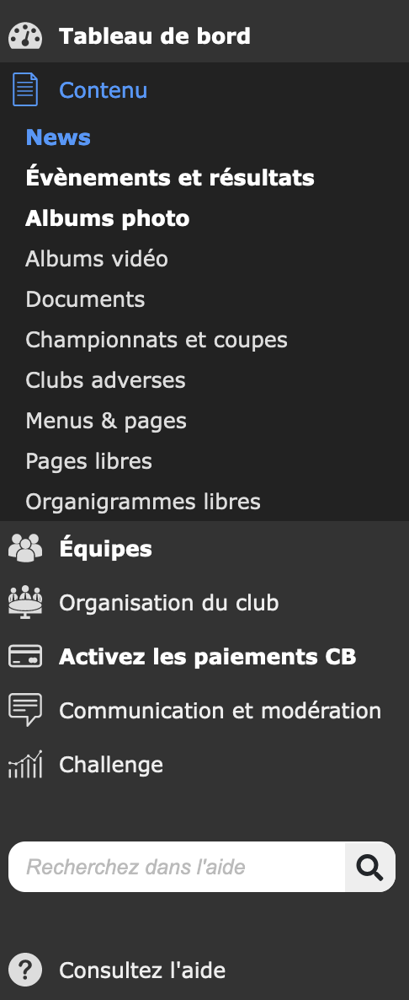 Tableau de bord
Contenu
News
Évènements et résultats
Albums photo
Albums vidéo
Documents
Championnats et coupes
Clubs adverses
Menus & pages
Pages libres
Organigrammes libres
Équipes
Organisation du club
Activez les paiements CB
Communication et modération
Challenge
Recherchez dans l'aide
Consultez l'aide